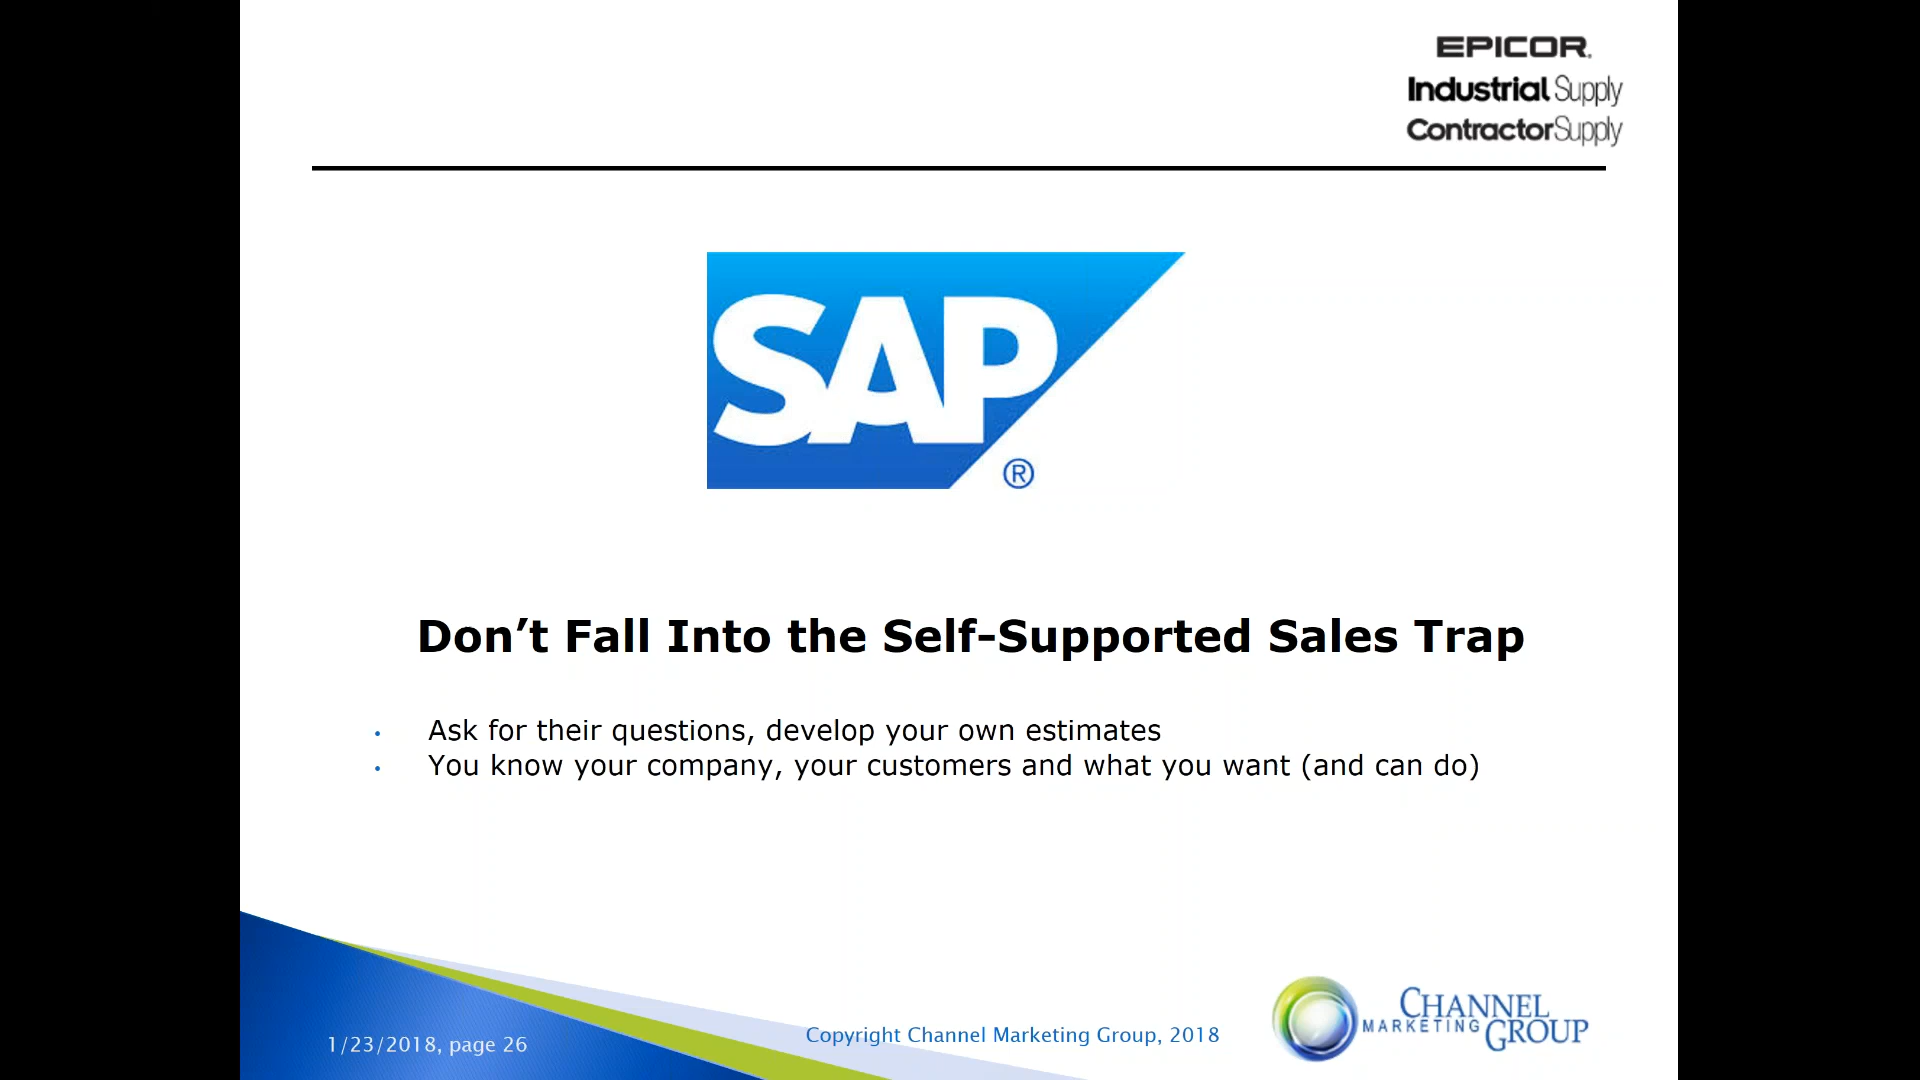 EPICOR.
Industrial Supply
ContractorSupply
SAP
®
Don’t Fall Into the Self-Supported Sales Trap
• Ask for their questions, develop your own estimates
• You know your company, your customers and what you want (and can do)
1/23/2018, page 26
Copyright Channel Marketing Group, 2018
CHANNEL
MARKETING GROUP